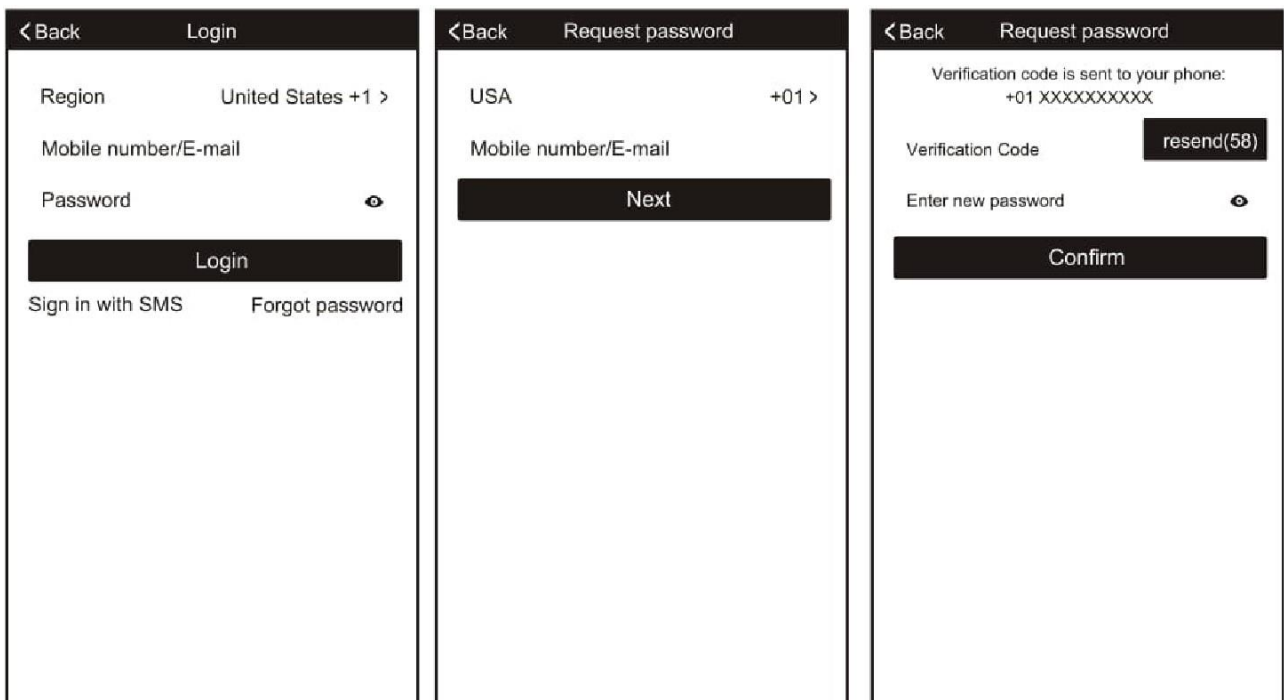 <Back Login
Region United States +1 >
Mobile number/E-mail
Password
Login
Sign in with SMS Forgot password
<Back Request password
USA +01 >
Mobile number/E-mail
Next
<Back Request password
Verification code is sent to your phone:
+01 XXXXXXXXXX
Verification Code resend(58)
Enter new password
Confirm